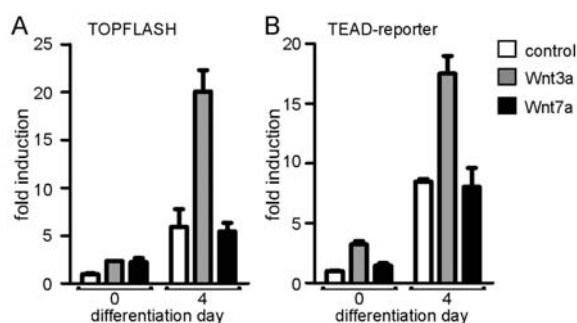 A TOPFLASH
fold induction
25
20
15
10
5
0
0 4
differentiation day
B TEAD-reporter
fold induction
20
15
10
5
0
0 4
differentiation day
control
Wnt3a
Wnt7a